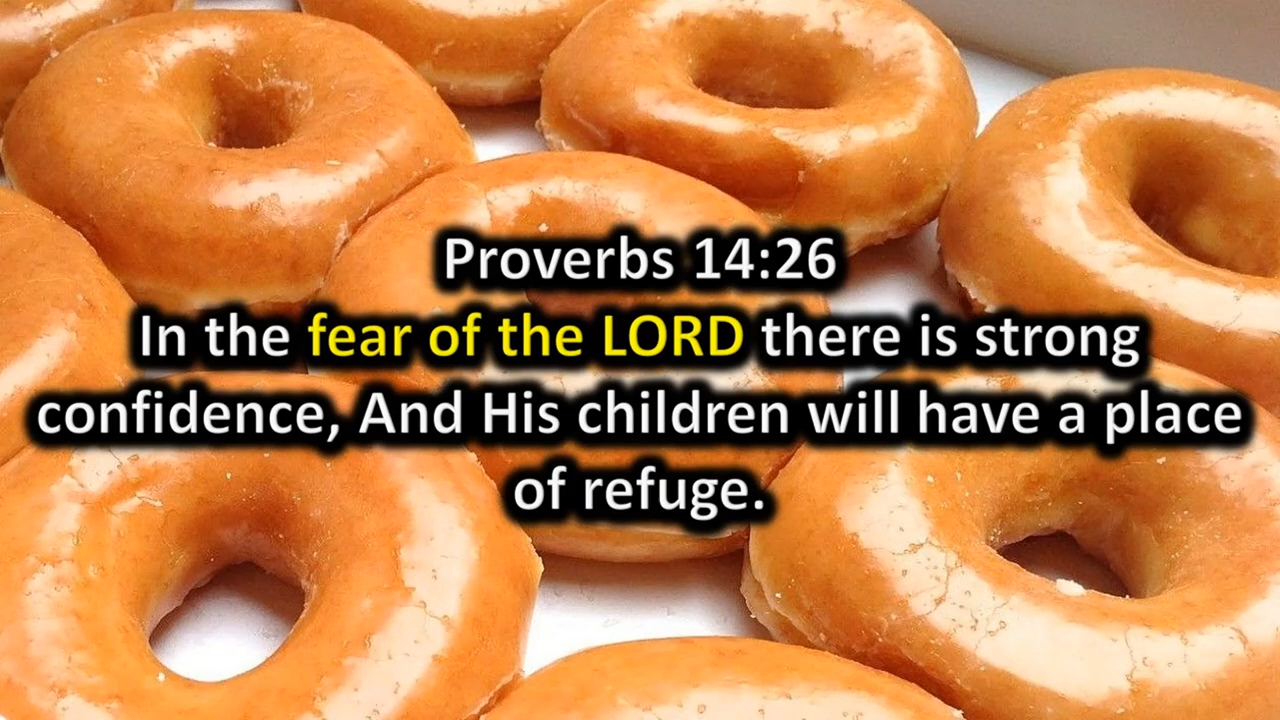 Proverbs 14:26
In the fear of the LORD there is strong
confidence, And His children will have a place
of refuge.